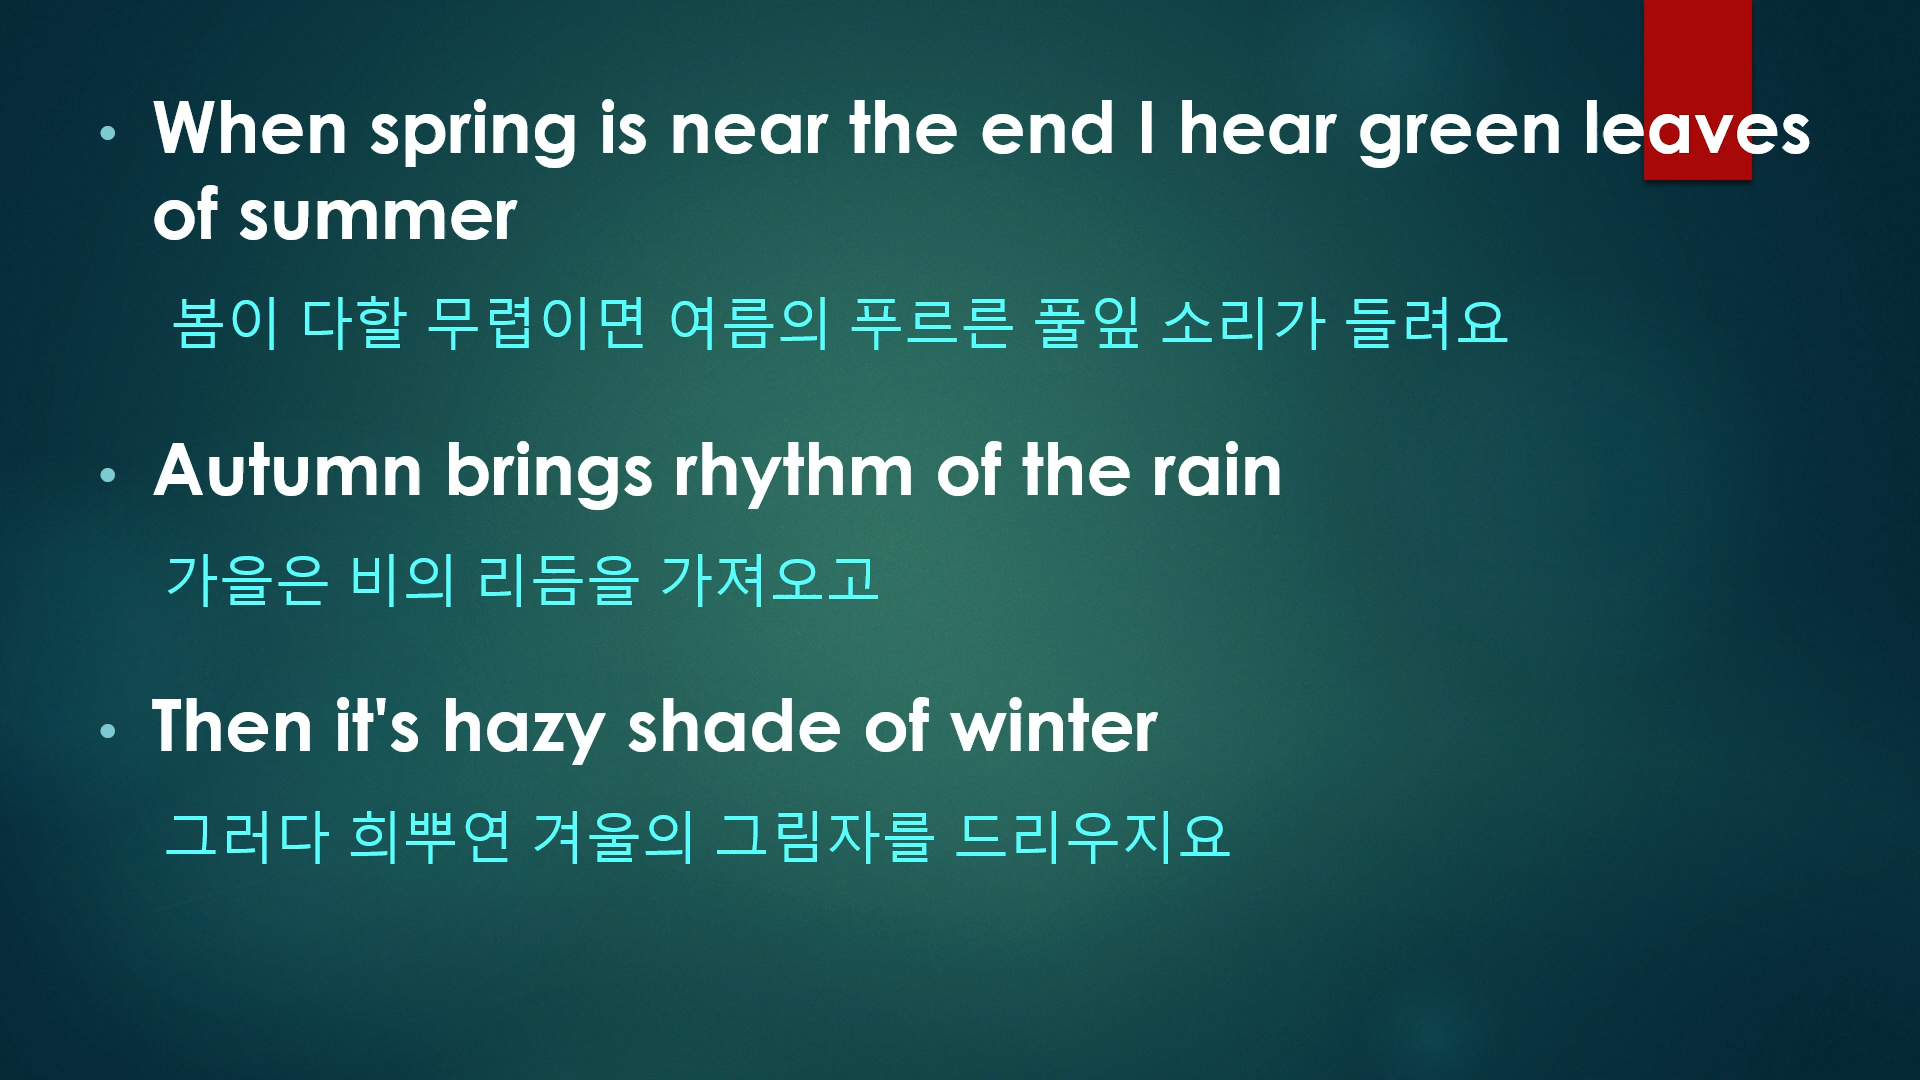 • When spring is near the end I hear green leaves
of summer
봄이 다할 무렵이면 여름의 푸르른 풀잎 소리가 들려요
• Autumn brings rhythm of the rain
가을은 비의 리듬을 가져오고
• Then it's hazy shade of winter
그러다 희뿌연 겨울의 그림자를 드리우지요